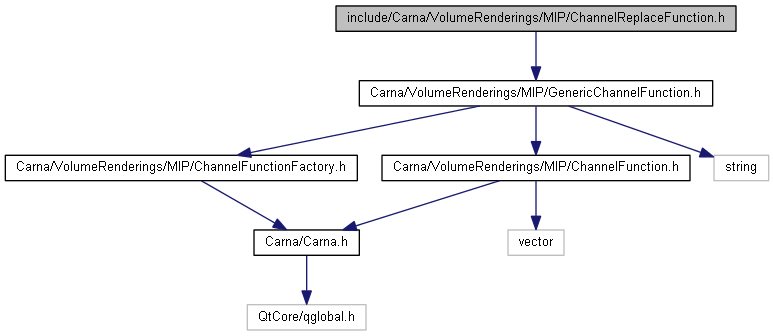 include/Carna/VolumeRenderings/MIP/ChannelReplaceFunction.h
Carna/VolumeRenderings/MIP/GenericChannelFunction.h
Carna/VolumeRenderings/MIP/ChannelFunctionFactory.h
Carna/VolumeRenderings/MIP/ChannelFunction.h
string
Carna/Carna.h
vector
QtCore/qglobal.h